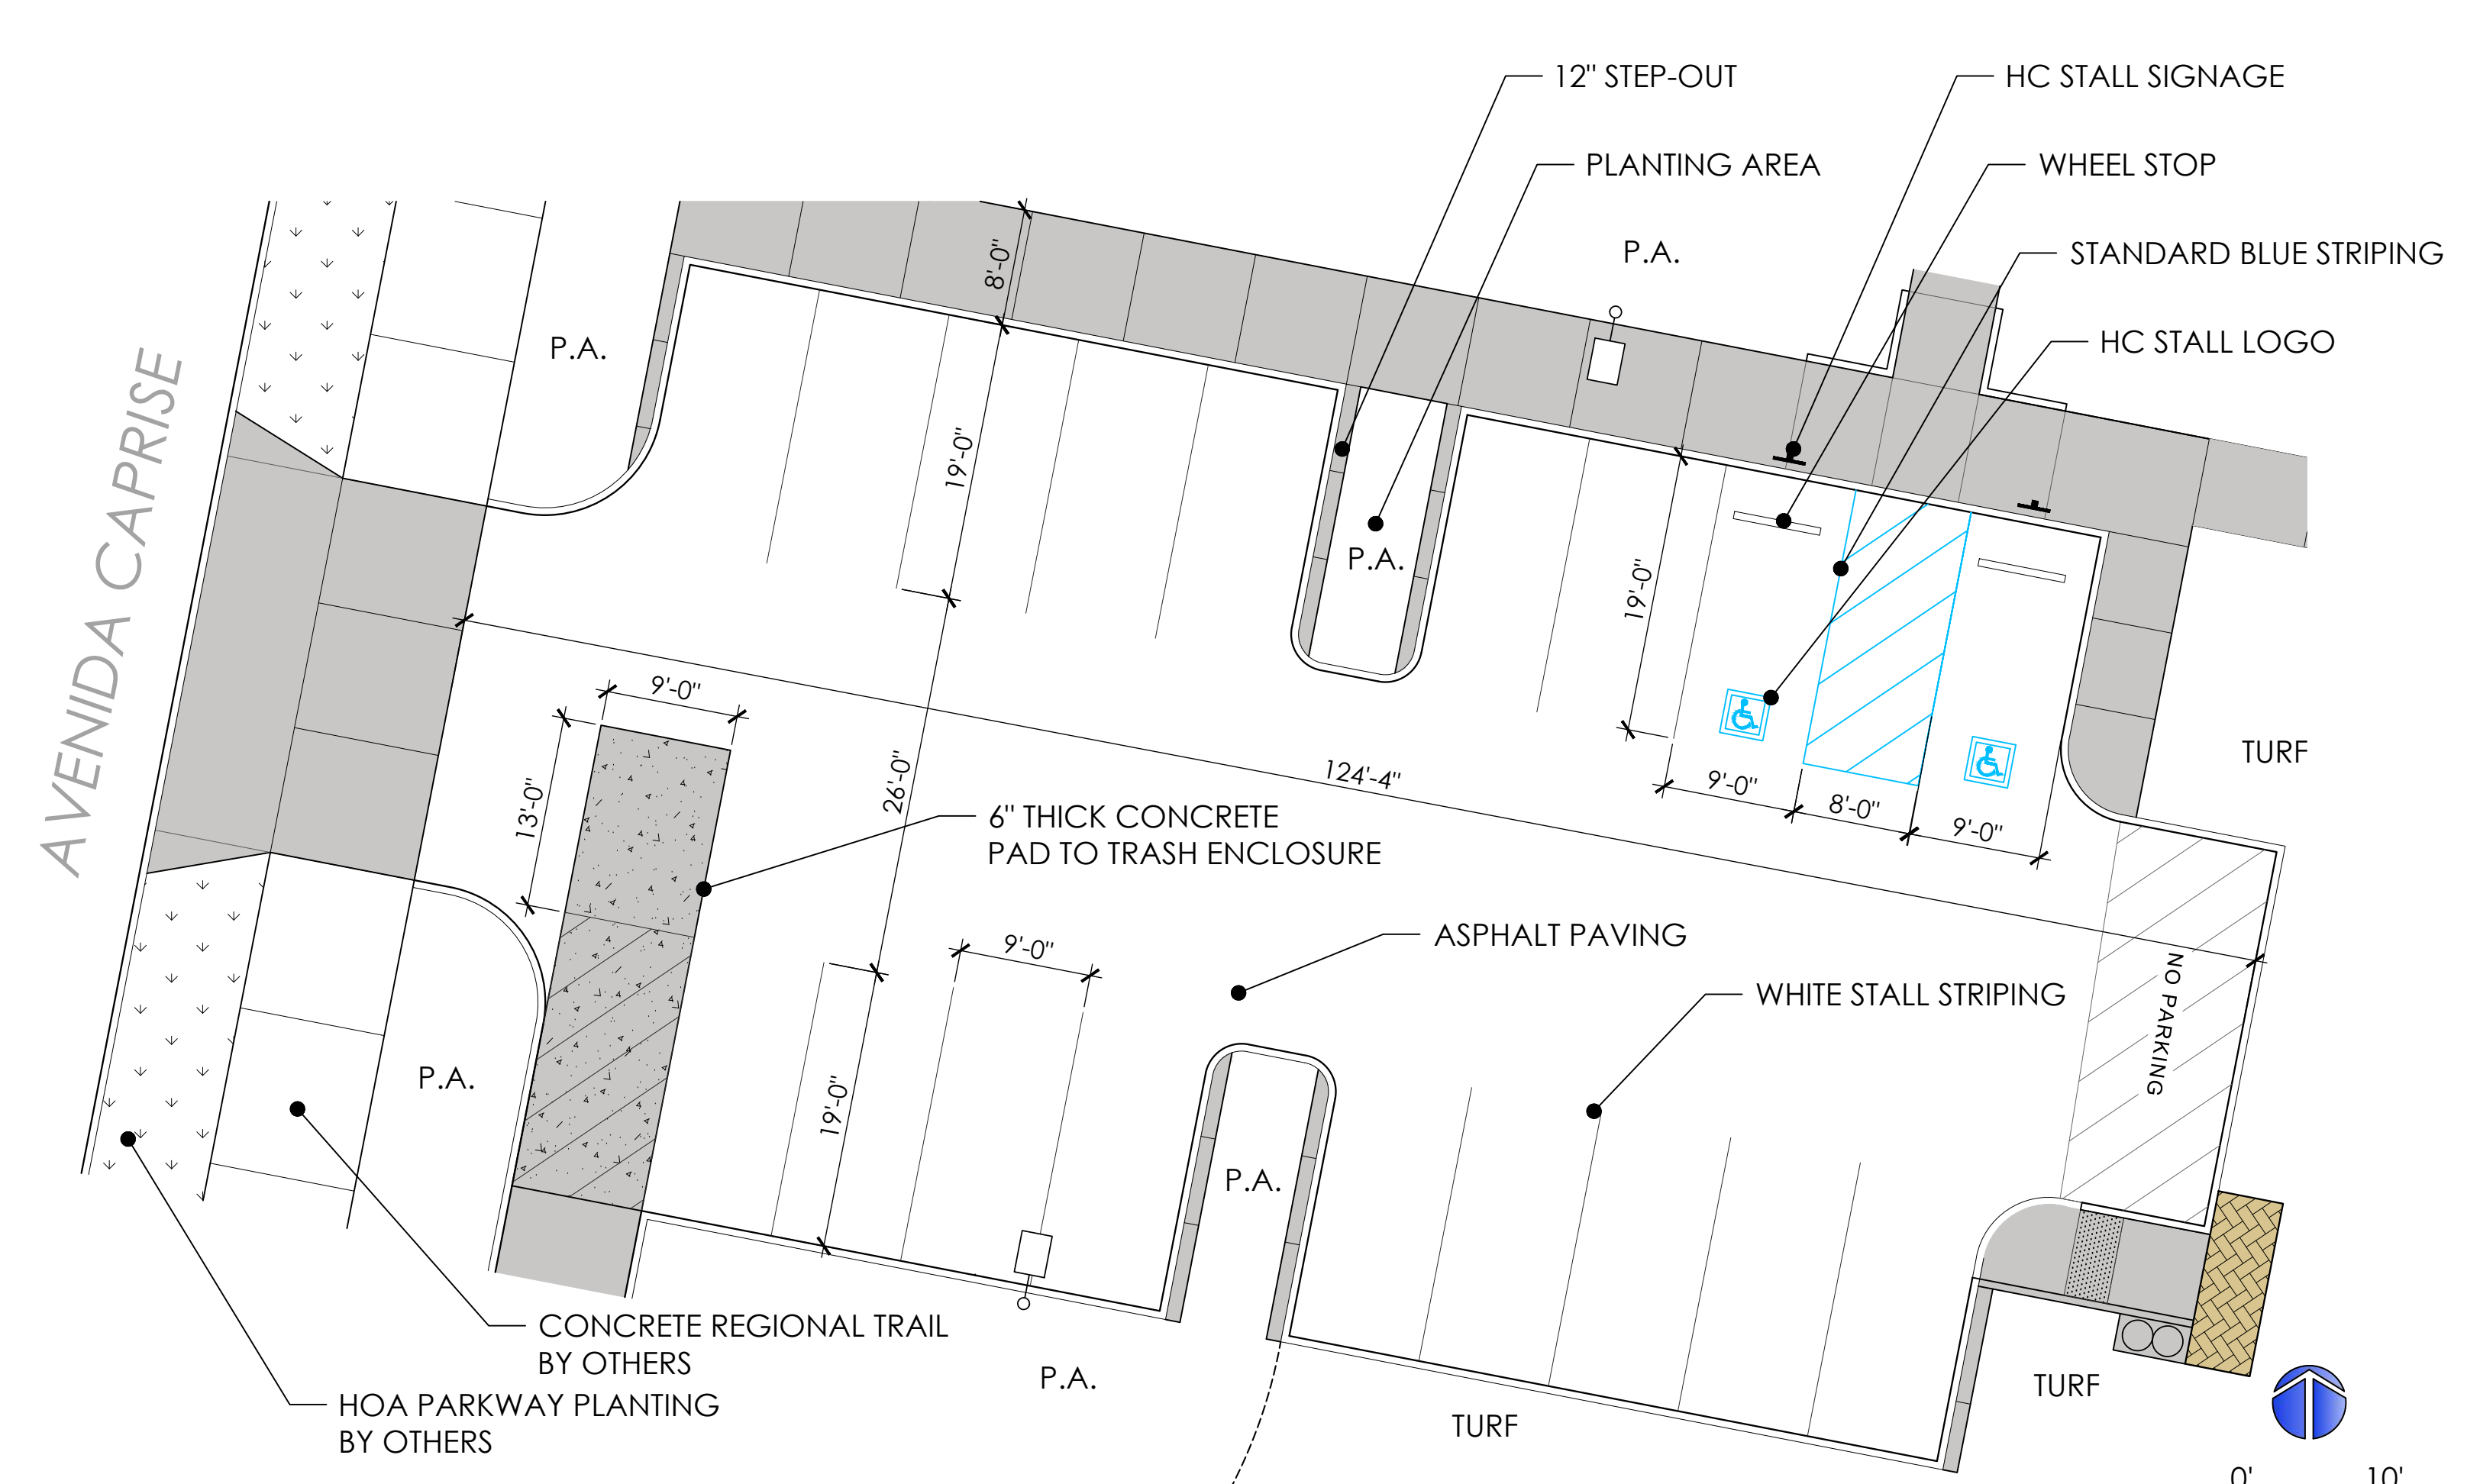 12" STEP-OUT
HC STALL SIGNAGE
PLANTING AREA
WHEEL STOP
P.A.
STANDARD BLUE STRIPING
8'-0"
HC STALL LOGO
P.A.
AVENIDA CAPRISE
19'-0"
P.A.
19'-0"
9'-0"
13'-0"
26'-0"
124'-4"
9'-0"
8'-0"
9'-0"
TURF
6" THICK CONCRETE
PAD TO TRASH ENCLOSURE
9'-0"
ASPHALT PAVING
WHITE STALL STRIPING
NO PARKING
P.A.
19'-0"
P.A.
CONCRETE REGIONAL TRAIL
BY OTHERS
P.A.
HOA PARKWAY PLANTING
BY OTHERS
TURF
TURF
0'
10'